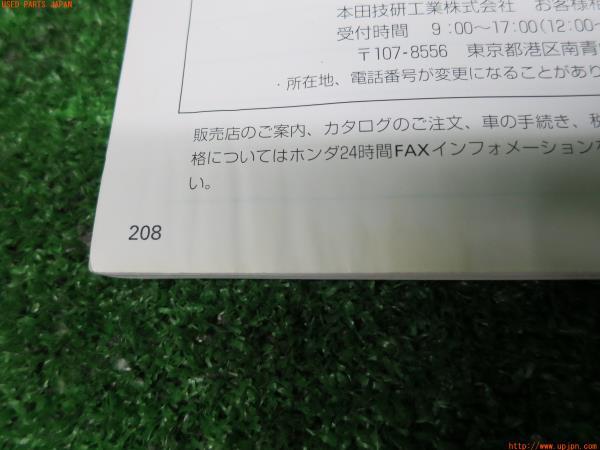 USED PARTS JAPAN
本田技研工業株式会社 お客様相
受付時間 9:00〜17:00(12:00〜
〒107-8556 東京都港区南青
・所在地、電話番号が変更になることがあり
販売店のご案内、カタログのご注文、車の手続き、税
格についてはホンダ24時間FAXインフォメーションを
い。
208
http://www.upjpn.com/